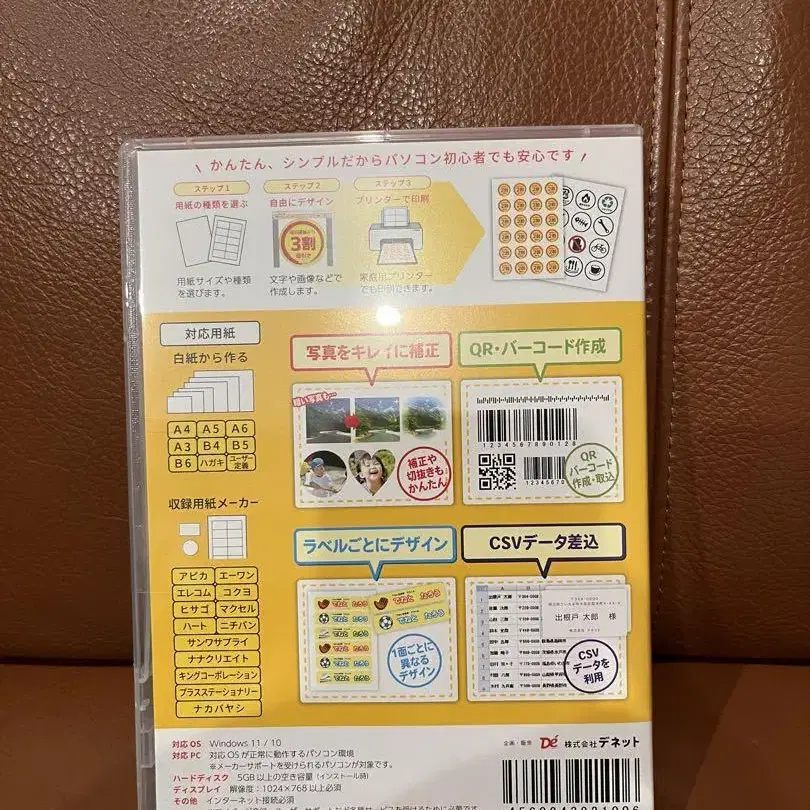 かんたん、シンプルだからパソコン初心者でも安心です
ステップ1
用紙の種類を選ぶ
用紙サイズや種類
を選びます。
ステップ2
自由にデザイン
3割
文字や画像などで
作成します。
ステップ3
プリンターで印刷
家庭用プリンター
でも印刷できます。
対応用紙
白紙から作る
A4 A5 A6
A3 B4 B5
B6 ハガキ ユーザー定義
収録用紙メーカー
アピカ エーワン
エレコム コクヨ
ヒサゴ マクセル
ハート ニチバン
サンワサプライ
ナナクリエイト
キングコーポレーション
プラスステーショナリー
ナカバヤシ
写真をキレイに補正
暗い写真も…
補正や
切抜きも
かんたん
QR・バーコード作成
1234567890128
QR
バーコード
作成・取込
ラベルごとにデザイン
でねと たろう
1面ごとに
異なる
デザイン
CSVデータ差込
出根戸 太郎 様
CSV
データを
利用
対応OS Windows 11 / 10
対応PC 対応OSが正常に動作するパソコン環境
※メーカーサポートを受けられるパソコンが対象です。
ハードディスク 5GB以上の空き容量(インストール時)
ディスプレイ 解像度:1024×768以上必須
その他 インターネット接続必須
企画・販売 De 株式会社デネット